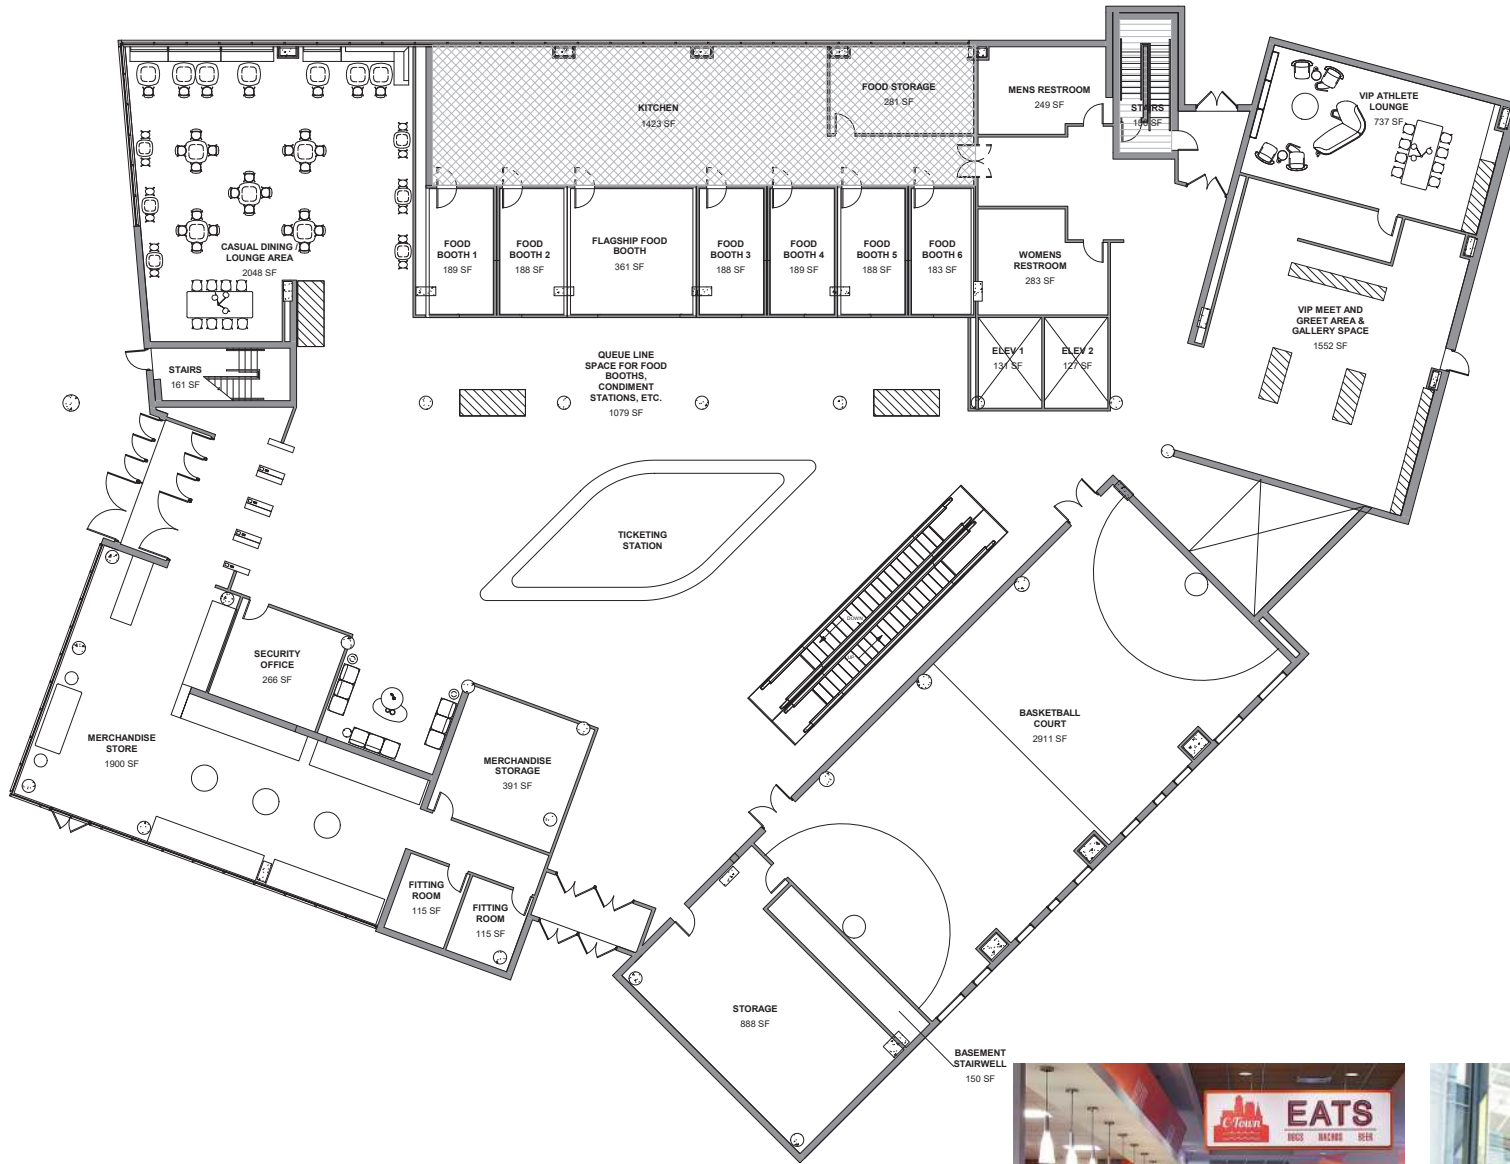 KITCHEN
1423 SF
FOOD STORAGE
281 SF
MENS RESTROOM
249 SF
STAIRS
VIP ATHLETE
LOUNGE
737 SF
CASUAL DINING /
LOUNGE AREA
2048 SF
FOOD
BOOTH 1
189 SF
FOOD
BOOTH 2
188 SF
FLAGSHIP FOOD
BOOTH
361 SF
FOOD
BOOTH 3
188 SF
FOOD
BOOTH 4
189 SF
FOOD
BOOTH 5
188 SF
FOOD
BOOTH 6
183 SF
WOMENS
RESTROOM
283 SF
VIP MEET AND
GREET AREA &
GALLERY SPACE
1552 SF
STAIRS
161 SF
QUEUE LINE
SPACE FOR FOOD
BOOTHS,
CONDIMENT
STATIONS, ETC.
1079 SF
ELEV 1
131 SF
ELEV 2
127 SF
TICKETING
STATION
DOWN
UP
SECURITY
OFFICE
266 SF
MERCHANDISE
STORE
1900 SF
MERCHANDISE
STORAGE
391 SF
BASKETBALL
COURT
2911 SF
FITTING
ROOM
115 SF
FITTING
ROOM
115 SF
STORAGE
888 SF
BASEMENT
STAIRWELL
150 SF
C-Town
EATS
DOGS NACHOS BEER